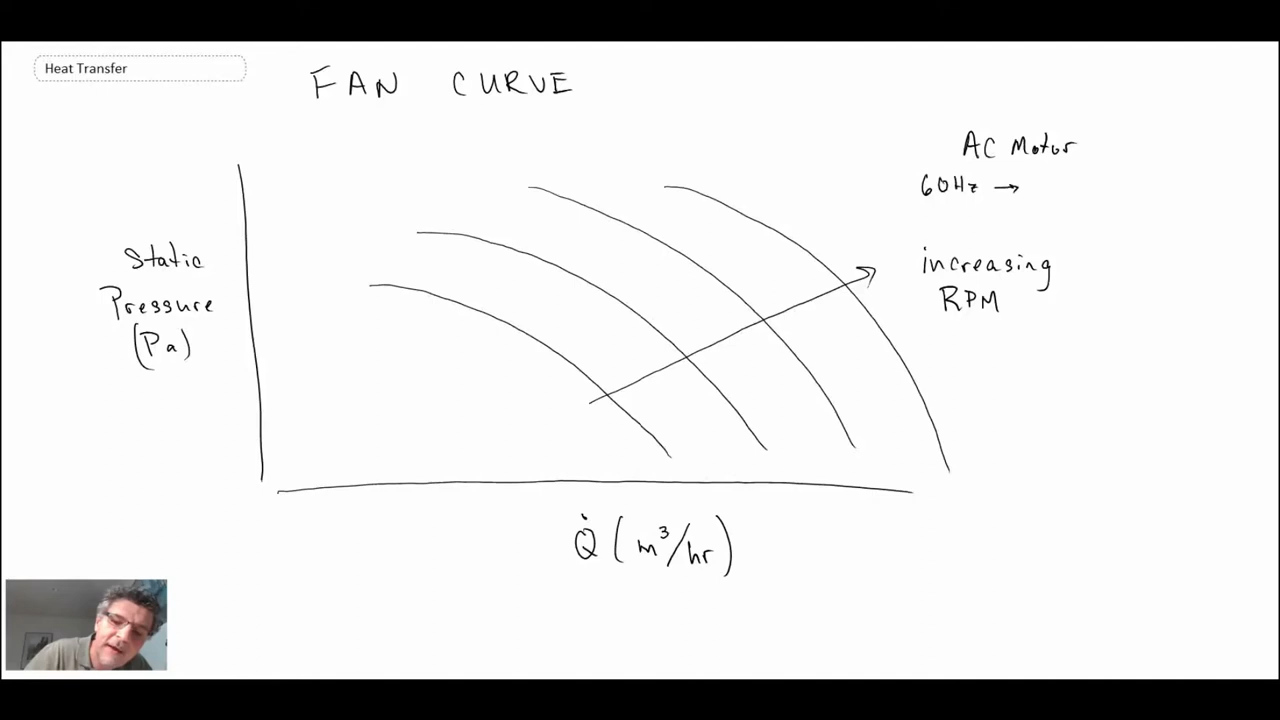 Heat Transfer
FAN CURVE
AC Motor
60Hz →
increasing
RPM
Static
Pressure
(Pa)
Q̇ (m³/hr)